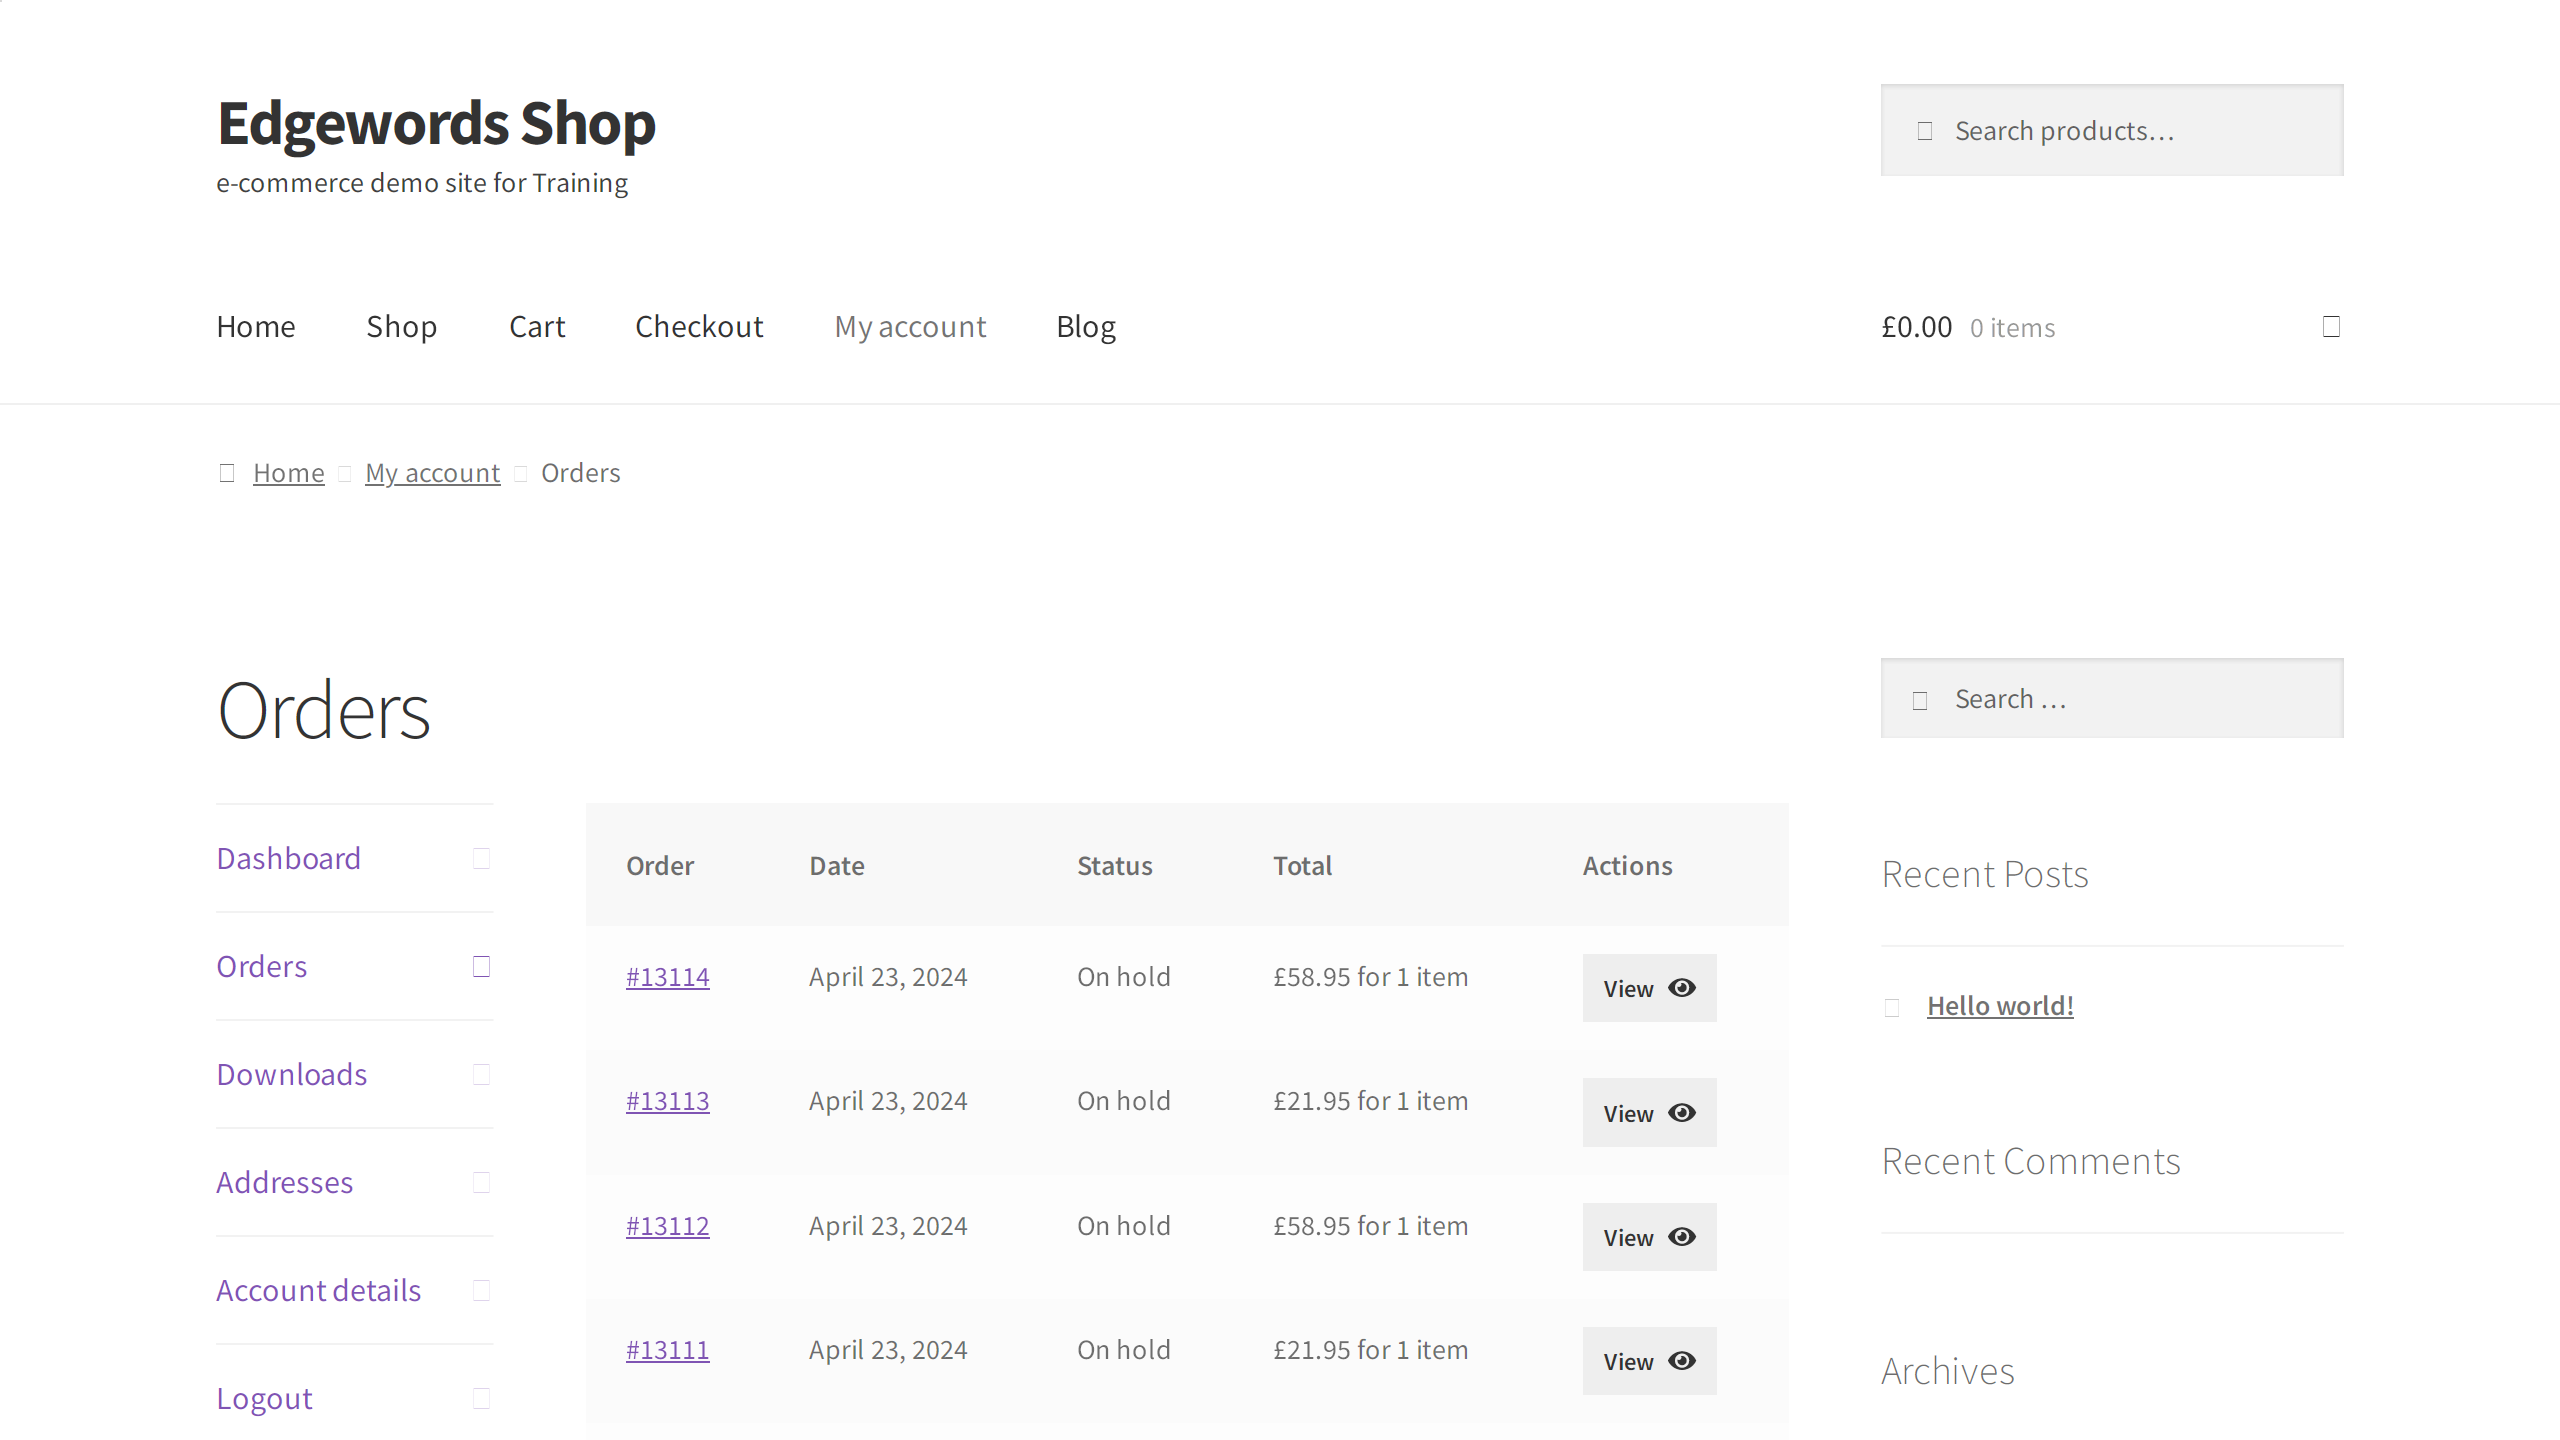 Edgewords Shop
e-commerce demo site for Training
Search products…
Home Shop Cart Checkout My account Blog
£0.00 0 items
Home My account Orders
Orders
Search …
Dashboard
Orders
Downloads
Addresses
Account details
Logout
Order Date Status Total Actions
#13114 April 23, 2024 On hold £58.95 for 1 item View
#13113 April 23, 2024 On hold £21.95 for 1 item View
#13112 April 23, 2024 On hold £58.95 for 1 item View
#13111 April 23, 2024 On hold £21.95 for 1 item View
Recent Posts
Hello world!
Recent Comments
Archives